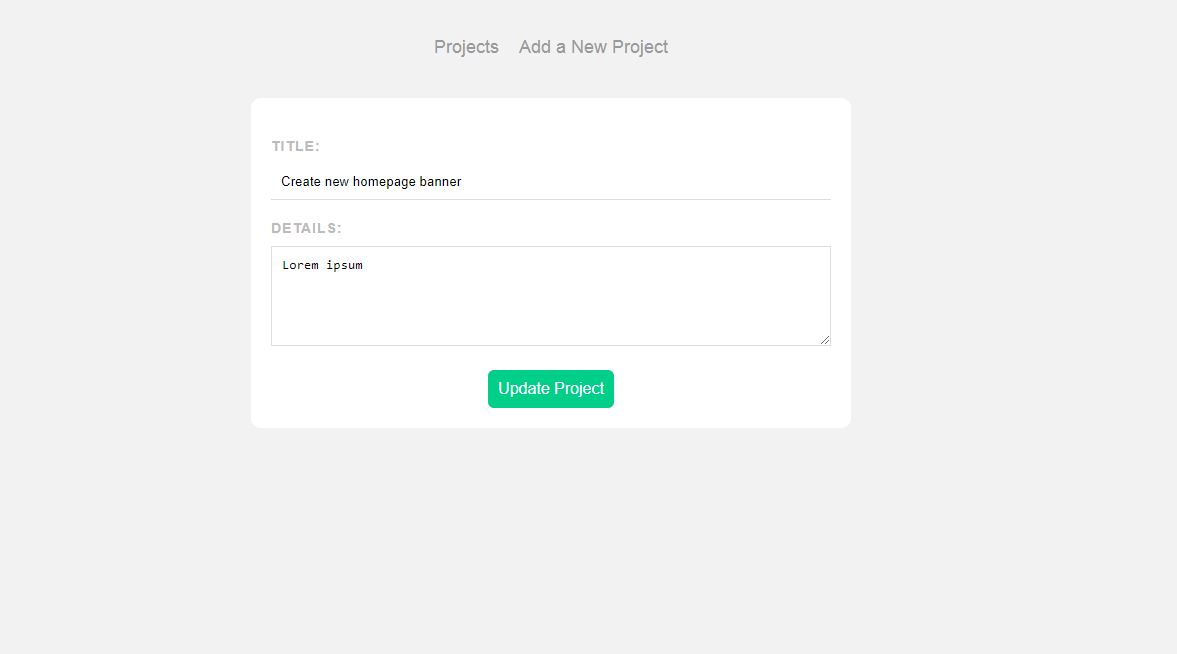 Projects Add a New Project
TITLE:
Create new homepage banner
DETAILS:
Lorem ipsum
Update Project